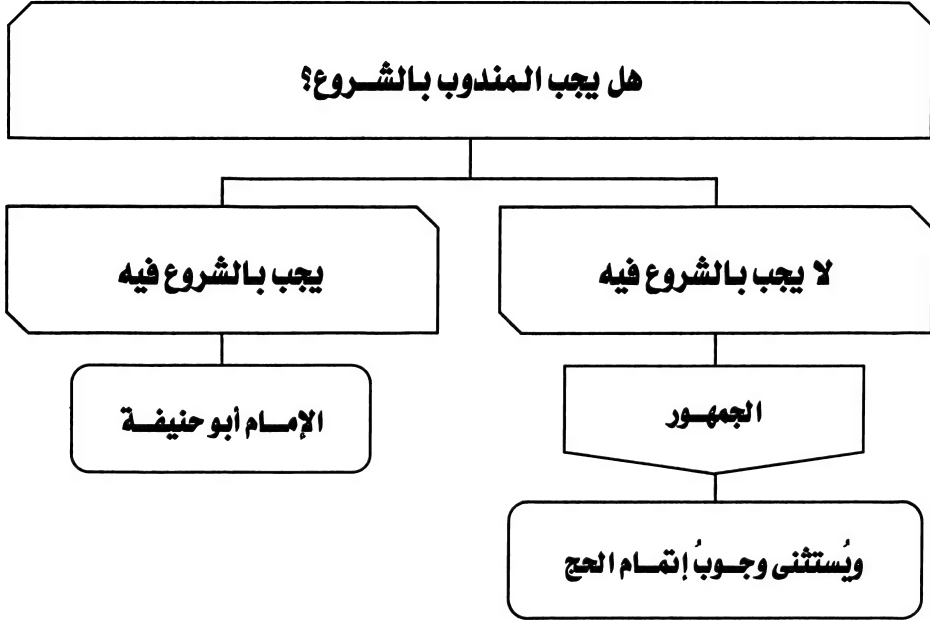 هل يجب المندوب بالشروع؟
لا يجب بالشروع فيه
يجب بالشروع فيه
الجمهور
الإمام أبو حنيفة
ويُستثنى وجوبُ إتمام الحج